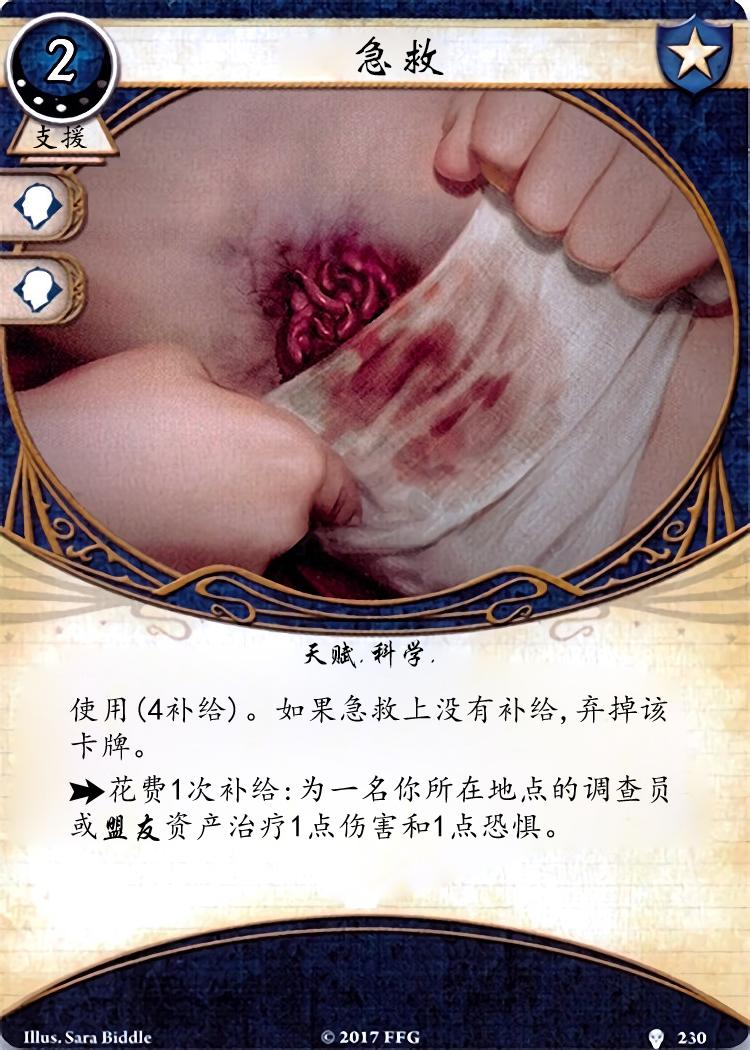 2
急救
支援
天赋.科学.
使用(4补给)。如果急救上没有补给,弃掉该
卡牌。
花费1次补给:为一名你所在地点的调查员
或盟友资产治疗1点伤害和1点恐惧。
Illus. Sara Biddle
© 2017 FFG
230